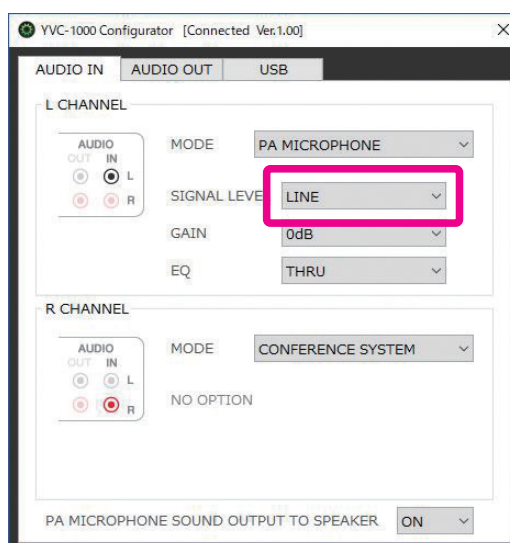 YVC-1000 Configurator [Connected Ver.1.00]
AUDIO IN AUDIO OUT USB
L CHANNEL
AUDIO
OUT IN
L
R
MODE PA MICROPHONE
SIGNAL LEVE LINE
GAIN 0dB
EQ THRU
R CHANNEL
AUDIO
OUT IN
L
R
MODE CONFERENCE SYSTEM
NO OPTION
PA MICROPHONE SOUND OUTPUT TO SPEAKER ON